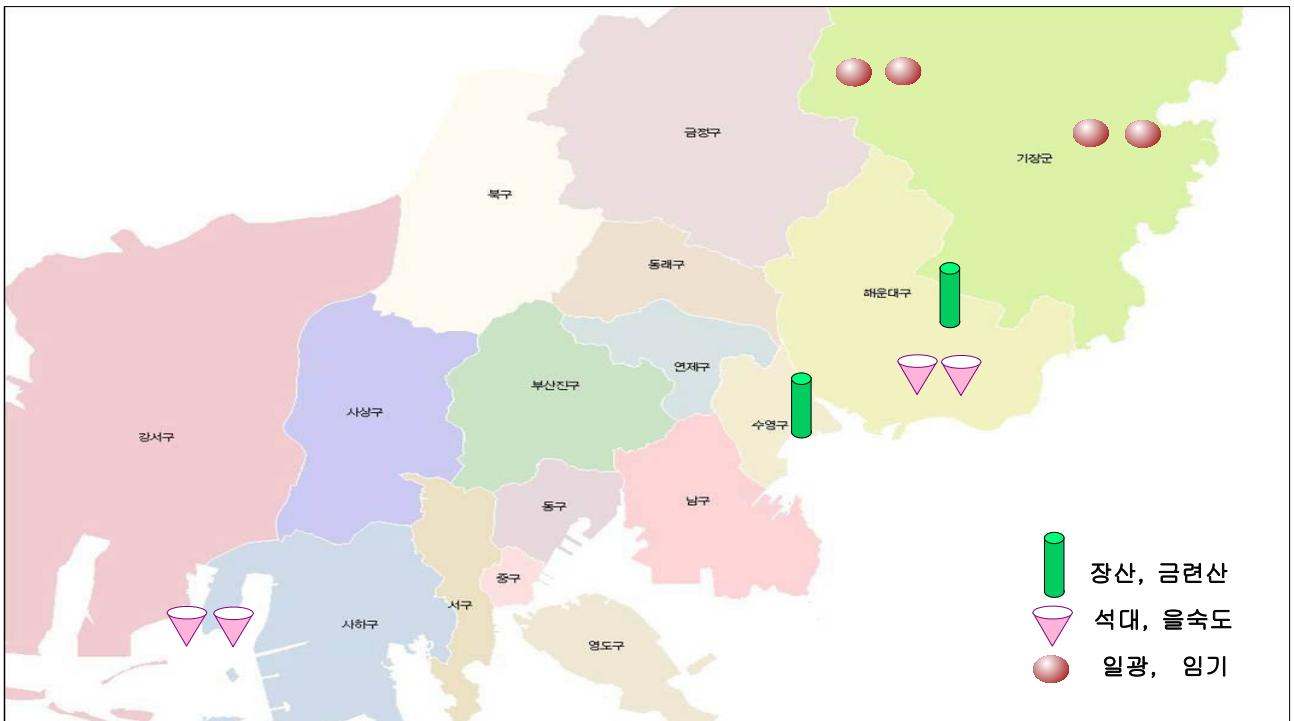 금정구
기장군
북구
동래구
해운대구
연제구
부산진구
사상구
수영구
강서구
남구
동구
중구
서구
사하구
영도구
장산, 금련산
석대, 을숙도
일광, 임기